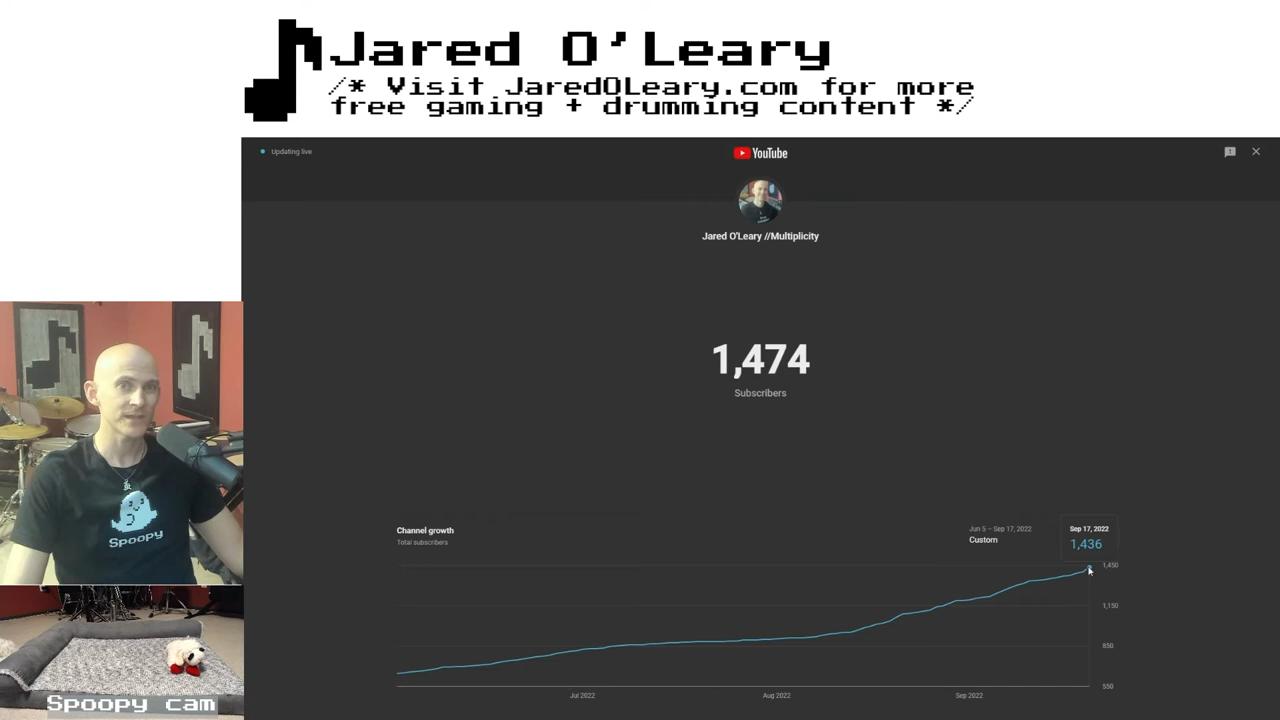 Jared O'Leary
/* Visit JaredOLeary.com for more
free gaming + drumming content */
Updating live
YouTube
Jared O'Leary //Multiplicity
1,474
Subscribers
Channel growth
Total subscribers
Jun 5 – Sep 17, 2022
Custom
Sep 17, 2022
1,436
1,450
1,150
850
550
Jul 2022
Aug 2022
Sep 2022
Spoopy
Spoopy cam